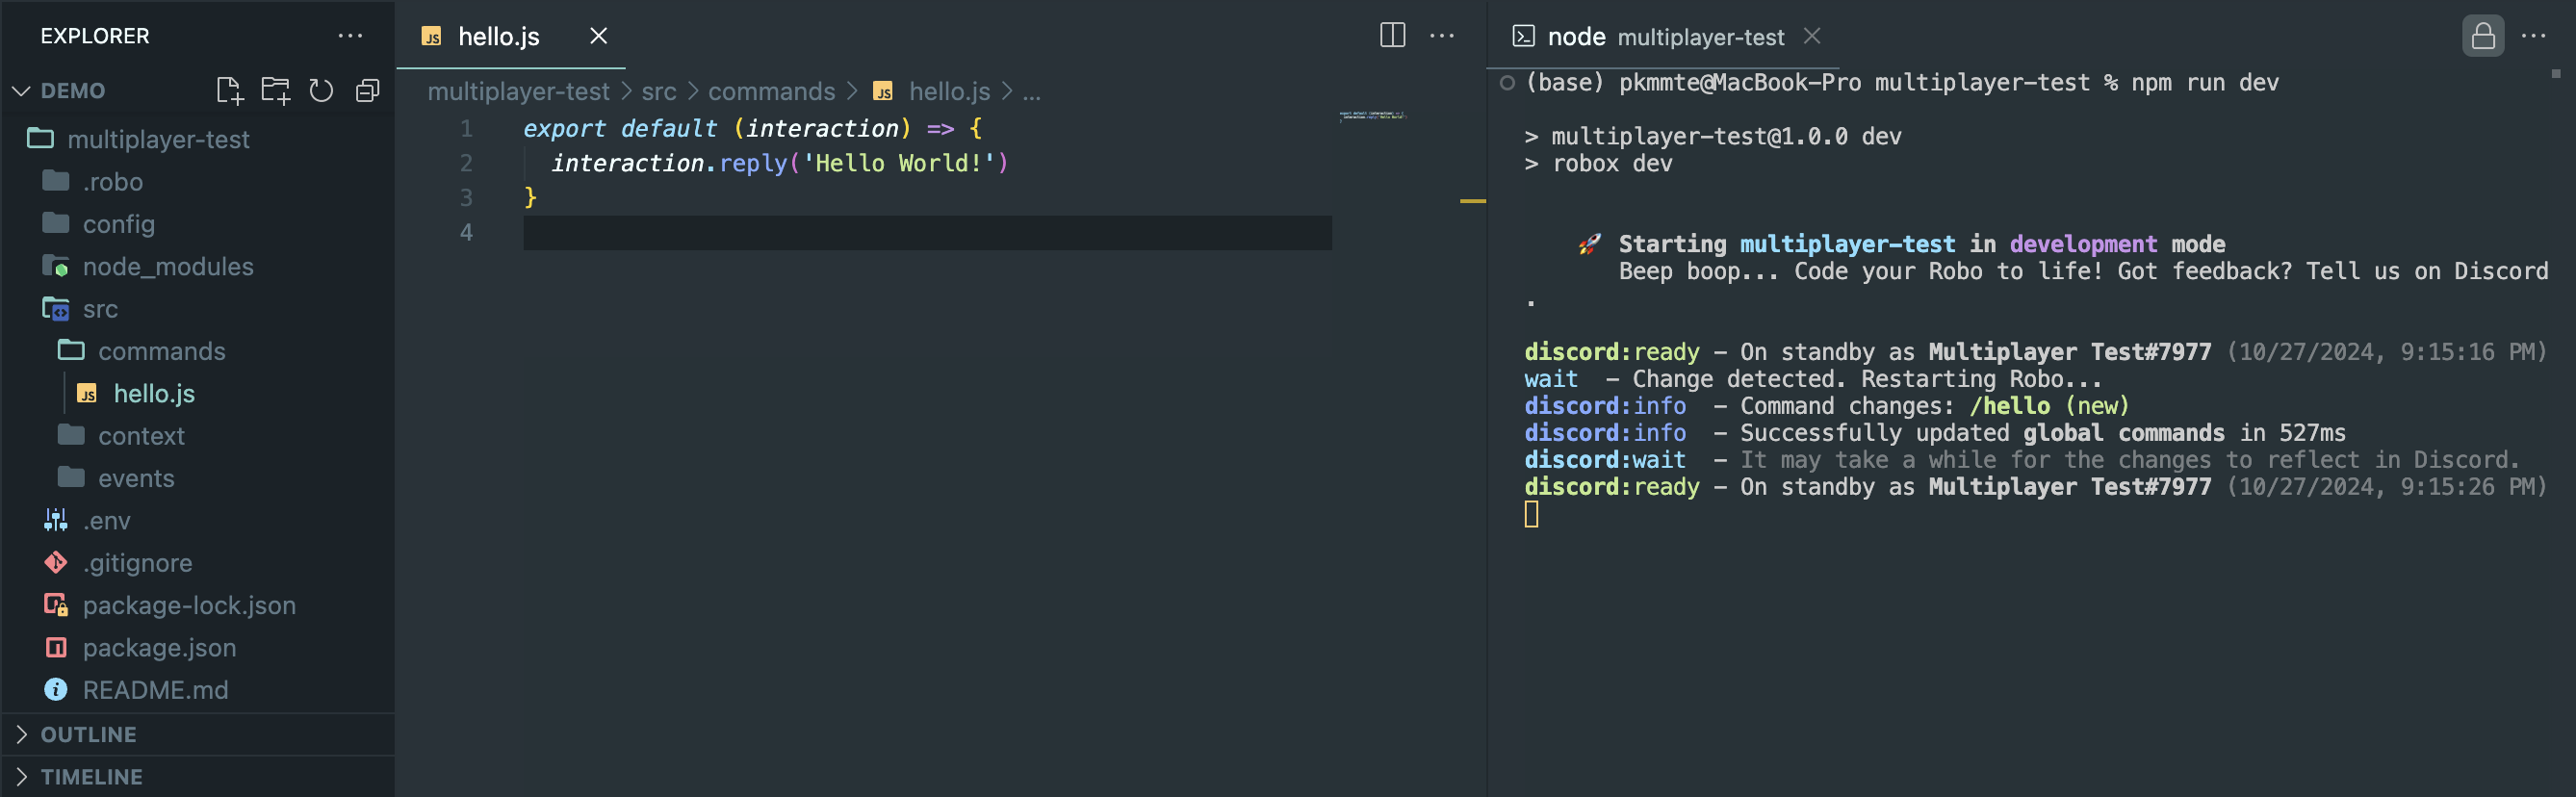 EXPLORER
DEMO
multiplayer-test
.robo
config
node_modules
src
commands
JS hello.js
context
events
.env
.gitignore
package-lock.json
package.json
README.md
OUTLINE
TIMELINE
JS hello.js
multiplayer-test > src > commands > JS hello.js > ...
1 export default (interaction) => {
2   interaction.reply('Hello World!')
3 }
4
node multiplayer-test
(base) pkmmte@MacBook-Pro multiplayer-test % npm run dev
> multiplayer-test@1.0.0 dev
> robox dev
🚀 Starting multiplayer-test in development mode
Beep boop... Code your Robo to life! Got feedback? Tell us on Discord
.
discord:ready - On standby as Multiplayer Test#7977 (10/27/2024, 9:15:16 PM)
wait  - Change detected. Restarting Robo...
discord:info  - Command changes: /hello (new)
discord:info  - Successfully updated global commands in 527ms
discord:wait  - It may take a while for the changes to reflect in Discord.
discord:ready - On standby as Multiplayer Test#7977 (10/27/2024, 9:15:26 PM)